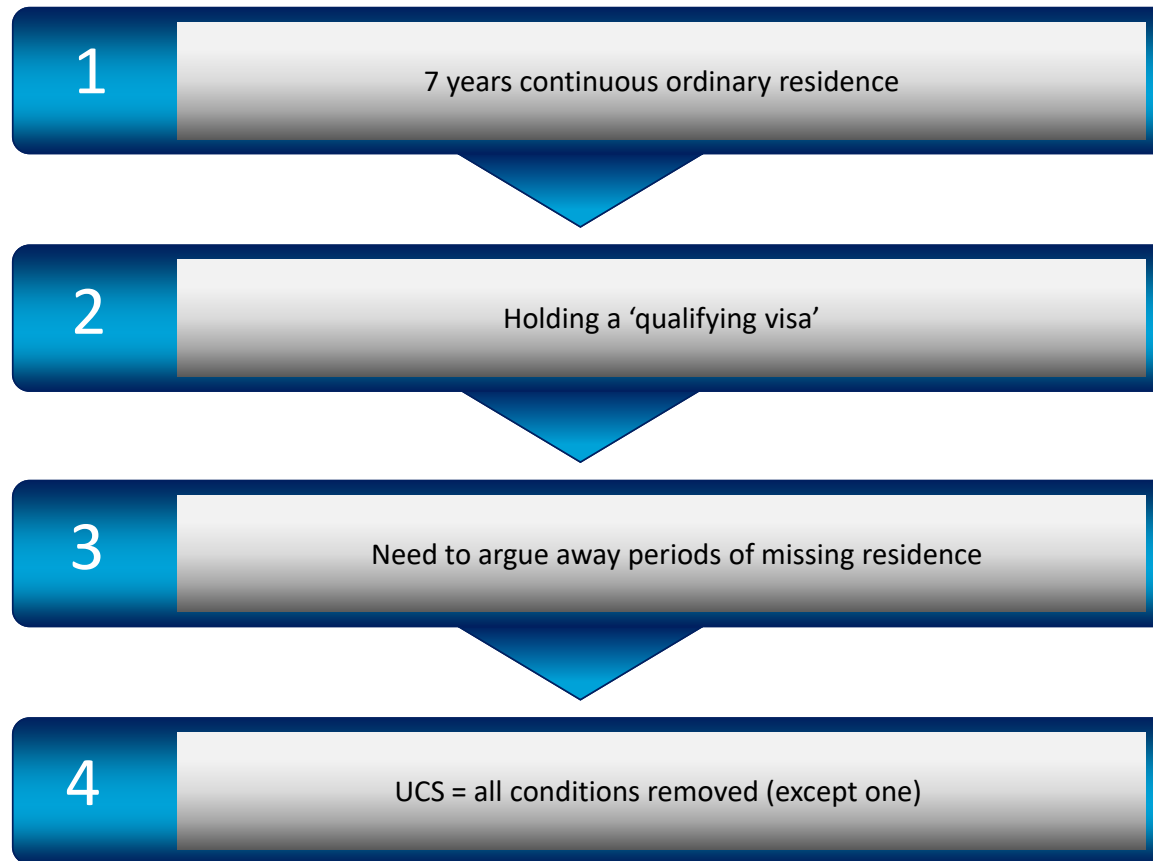 1
7 years continuous ordinary residence
2
Holding a ‘qualifying visa’
3
Need to argue away periods of missing residence
4
UCS = all conditions removed (except one)